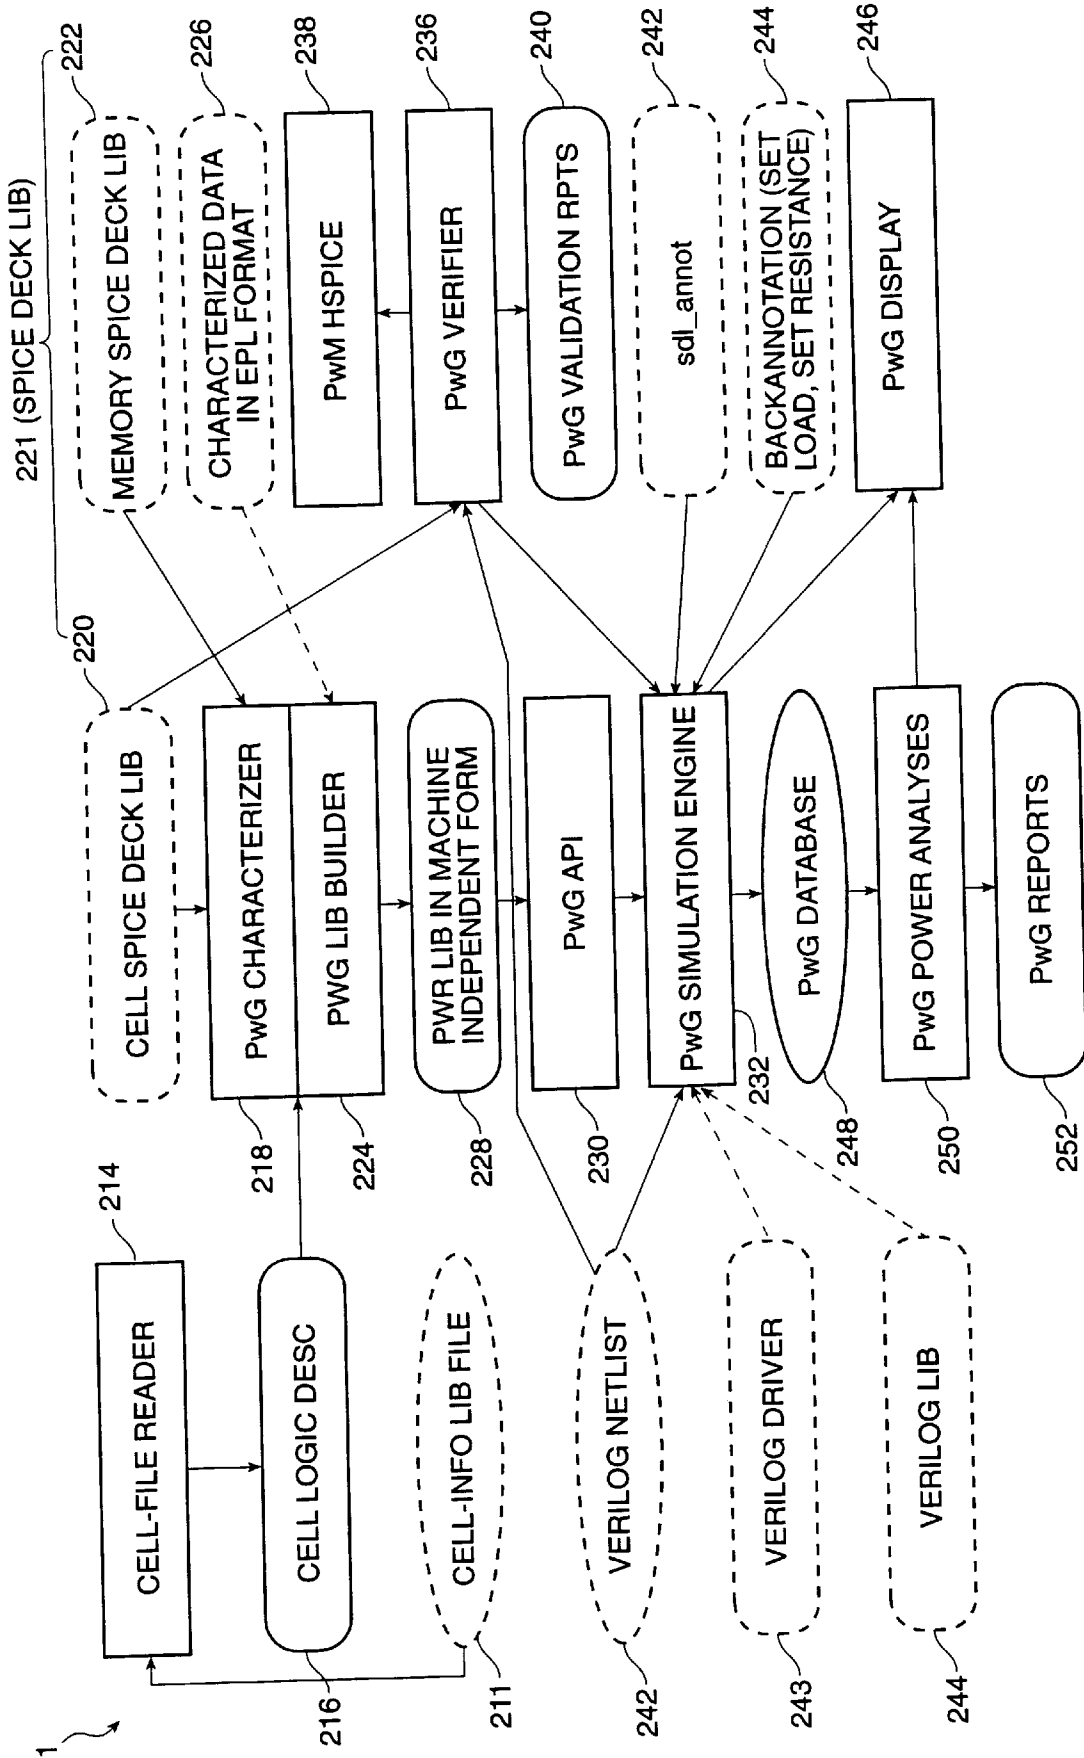 1
CELL-FILE READER
214
CELL LOGIC DESC
216
CELL-INFO LIB FILE
211
VERILOG NETLIST
242
VERILOG DRIVER
243
VERILOG LIB
244
CELL SPICE DECK LIB
220
PwG CHARACTERIZER
218
PWG LIB BUILDER
224
PWR LIB IN MACHINE
INDEPENDENT FORM
228
PwG API
230
PwG SIMULATION ENGINE
232
PwG DATABASE
248
PwG POWER ANALYSES
250
PwG REPORTS
252
221 (SPICE DECK LIB)
MEMORY SPICE DECK LIB
222
CHARACTERIZED DATA
IN EPL FORMAT
226
PwM HSPICE
238
PwG VERIFIER
236
PwG VALIDATION RPTS
240
sdl_annot
242
BACKANNOTATION (SET
LOAD, SET RESISTANCE)
244
PwG DISPLAY
246